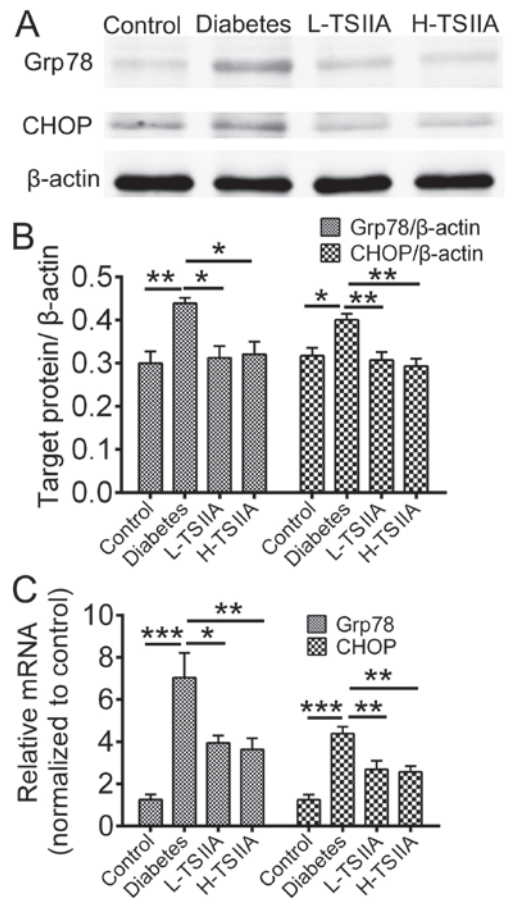 A
Control Diabetes L-TSIIA H-TSIIA
Grp78
CHOP
β-actin
B
Grp78/β-actin
CHOP/β-actin
Target protein/ β-actin
0.5
0.4
0.3
0.2
0.1
0.0
** * *
* ** **
Control Diabetes L-TSIIA H-TSIIA Control Diabetes L-TSIIA H-TSIIA
C
Grp78
CHOP
Relative mRNA
(normalized to control)
10
8
6
4
2
0
*** * **
*** ** **
Control Diabetes L-TSIIA H-TSIIA Control Diabetes L-TSIIA H-TSIIA